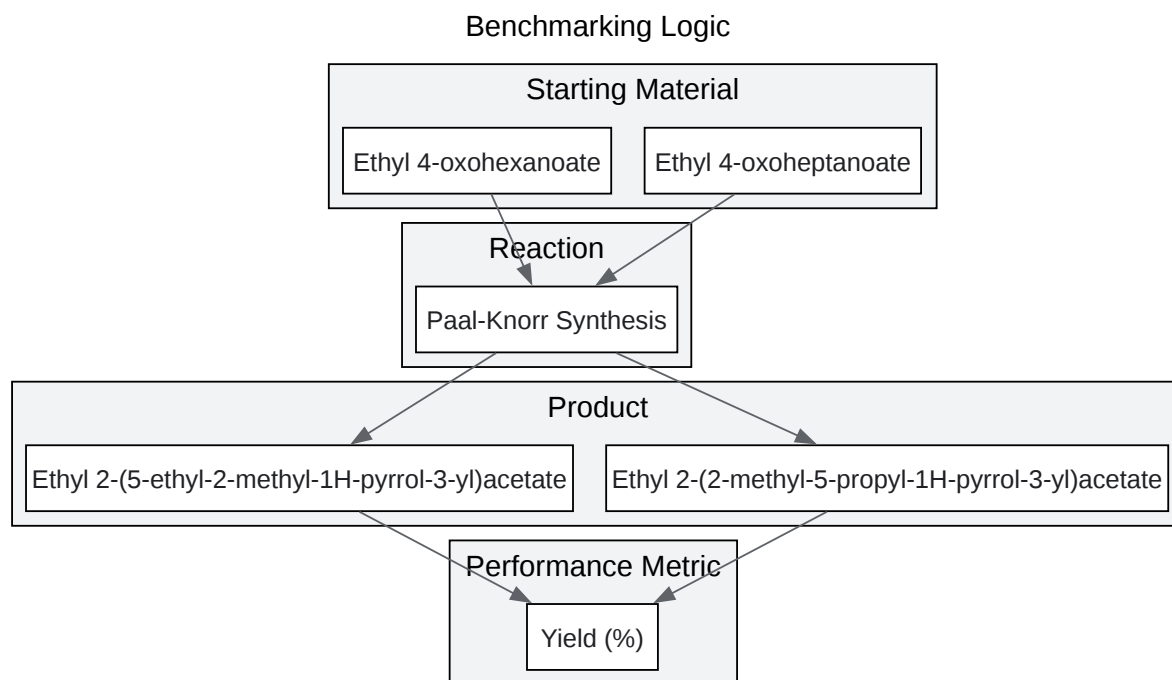 Benchmarking Logic
Starting Material
Ethyl 4-oxohexanoate
Ethyl 4-oxoheptanoate
Reaction
Paal-Knorr Synthesis
Product
Ethyl 2-(5-ethyl-2-methyl-1H-pyrrol-3-yl)acetate
Ethyl 2-(2-methyl-5-propyl-1H-pyrrol-3-yl)acetate
Performance Metric
Yield (%)